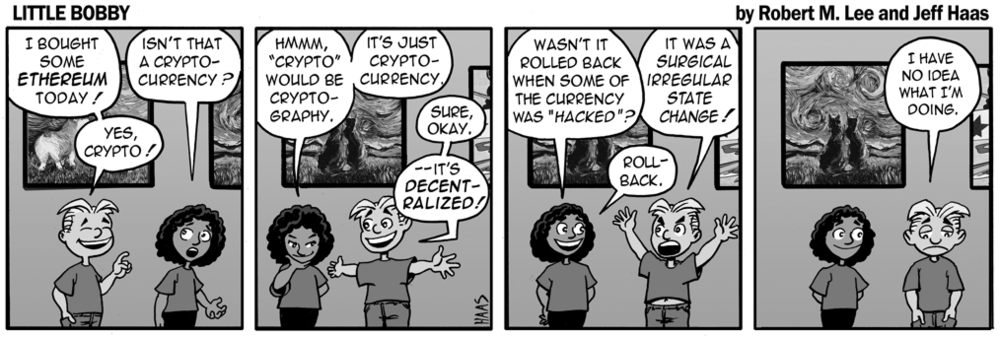 LITTLE BOBBY
by Robert M. Lee and Jeff Haas
I BOUGHT
SOME
ETHEREUM
TODAY!
ISN'T THAT
A CRYPTO-
CURRENCY?
YES,
CRYPTO!
HMMM,
"CRYPTO"
WOULD BE
CRYPTO-
GRAPHY.
IT'S JUST
CRYPTO-
CURRENCY.
SURE,
OKAY.
--IT'S
DECENT-
RALIZED!
HAAS
WASN'T IT
ROLLED BACK
WHEN SOME OF
THE CURRENCY
WAS "HACKED"?
IT WAS A
SURGICAL
IRREGULAR
STATE
CHANGE!
ROLL-
BACK.
I HAVE
NO IDEA
WHAT I'M
DOING.